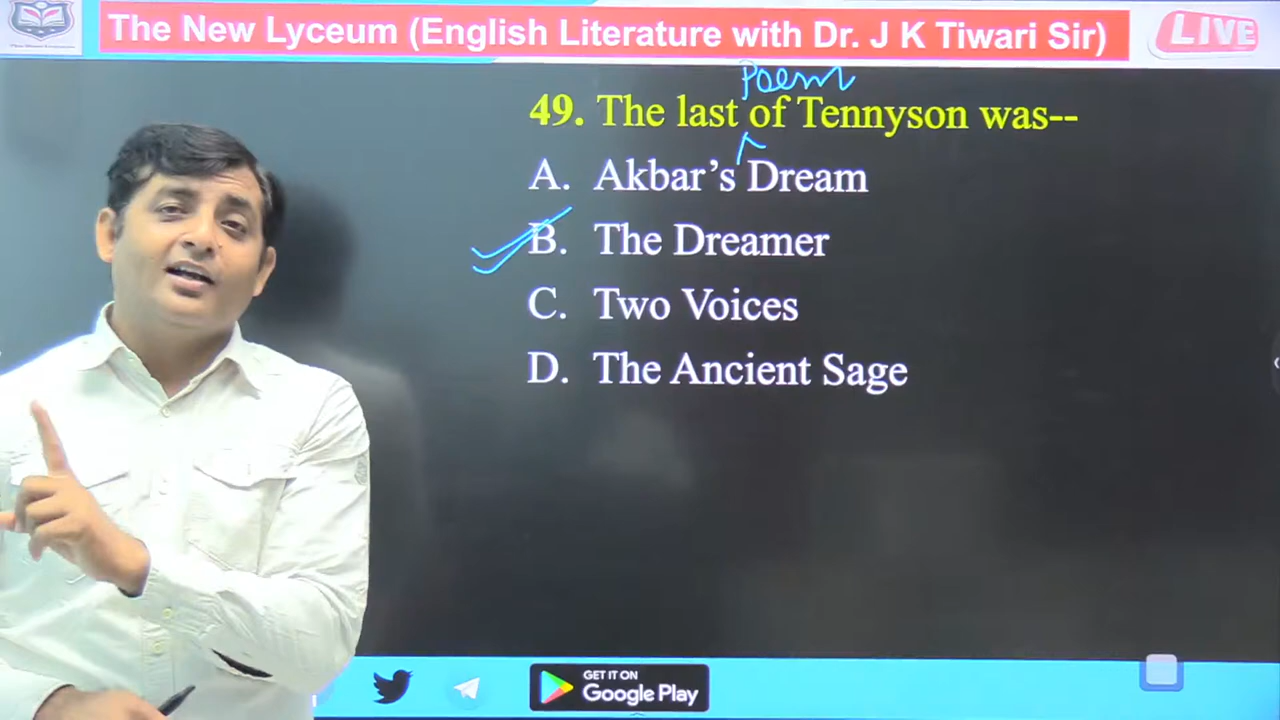 The New Lyceum (English Literature with Dr. J K Tiwari Sir)
LIVE
Poem
49. The last of Tennyson was--
A. Akbar's Dream
B. The Dreamer
C. Two Voices
D. The Ancient Sage
GET IT ON
Google Play